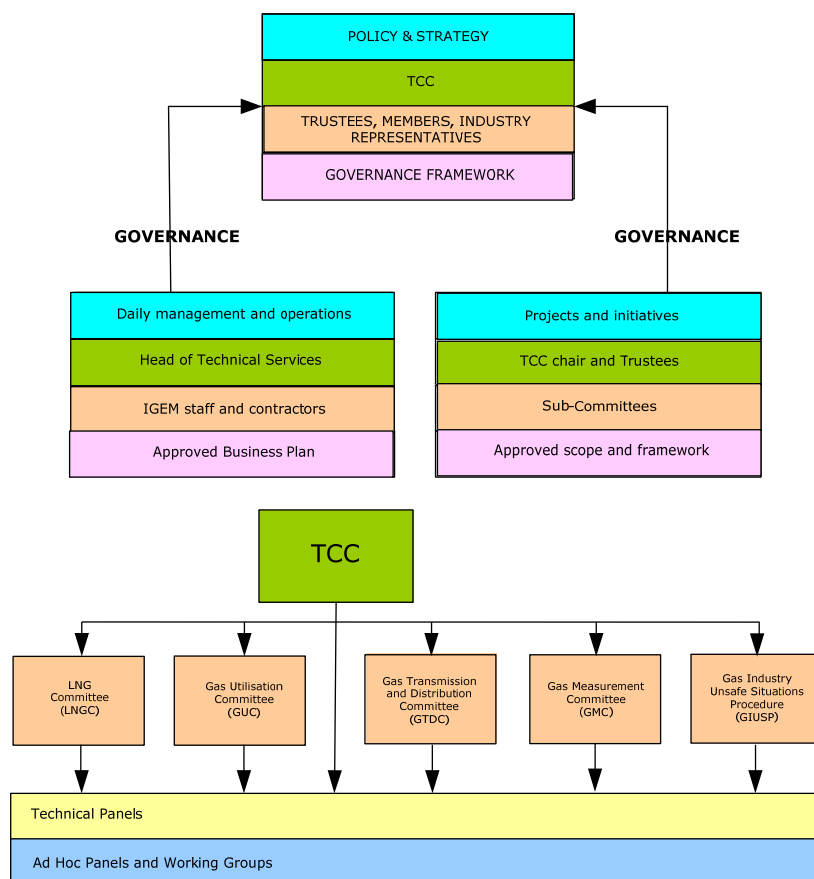 POLICY & STRATEGY
TCC
TRUSTEES, MEMBERS, INDUSTRY
REPRESENTATIVES
GOVERNANCE FRAMEWORK
GOVERNANCE
GOVERNANCE
Daily management and operations
Head of Technical Services
IGEM staff and contractors
Approved Business Plan
Projects and initiatives
TCC chair and Trustees
Sub-Committees
Approved scope and framework
TCC
LNG
Committee
(LNGC)
Gas Utilisation
Committee
(GUC)
Gas Transmission
and Distribution
Committee
(GTDC)
Gas Measurement
Committee
(GMC)
Gas Industry
Unsafe Situations
Procedure
(GIUSP)
Technical Panels
Ad Hoc Panels and Working Groups